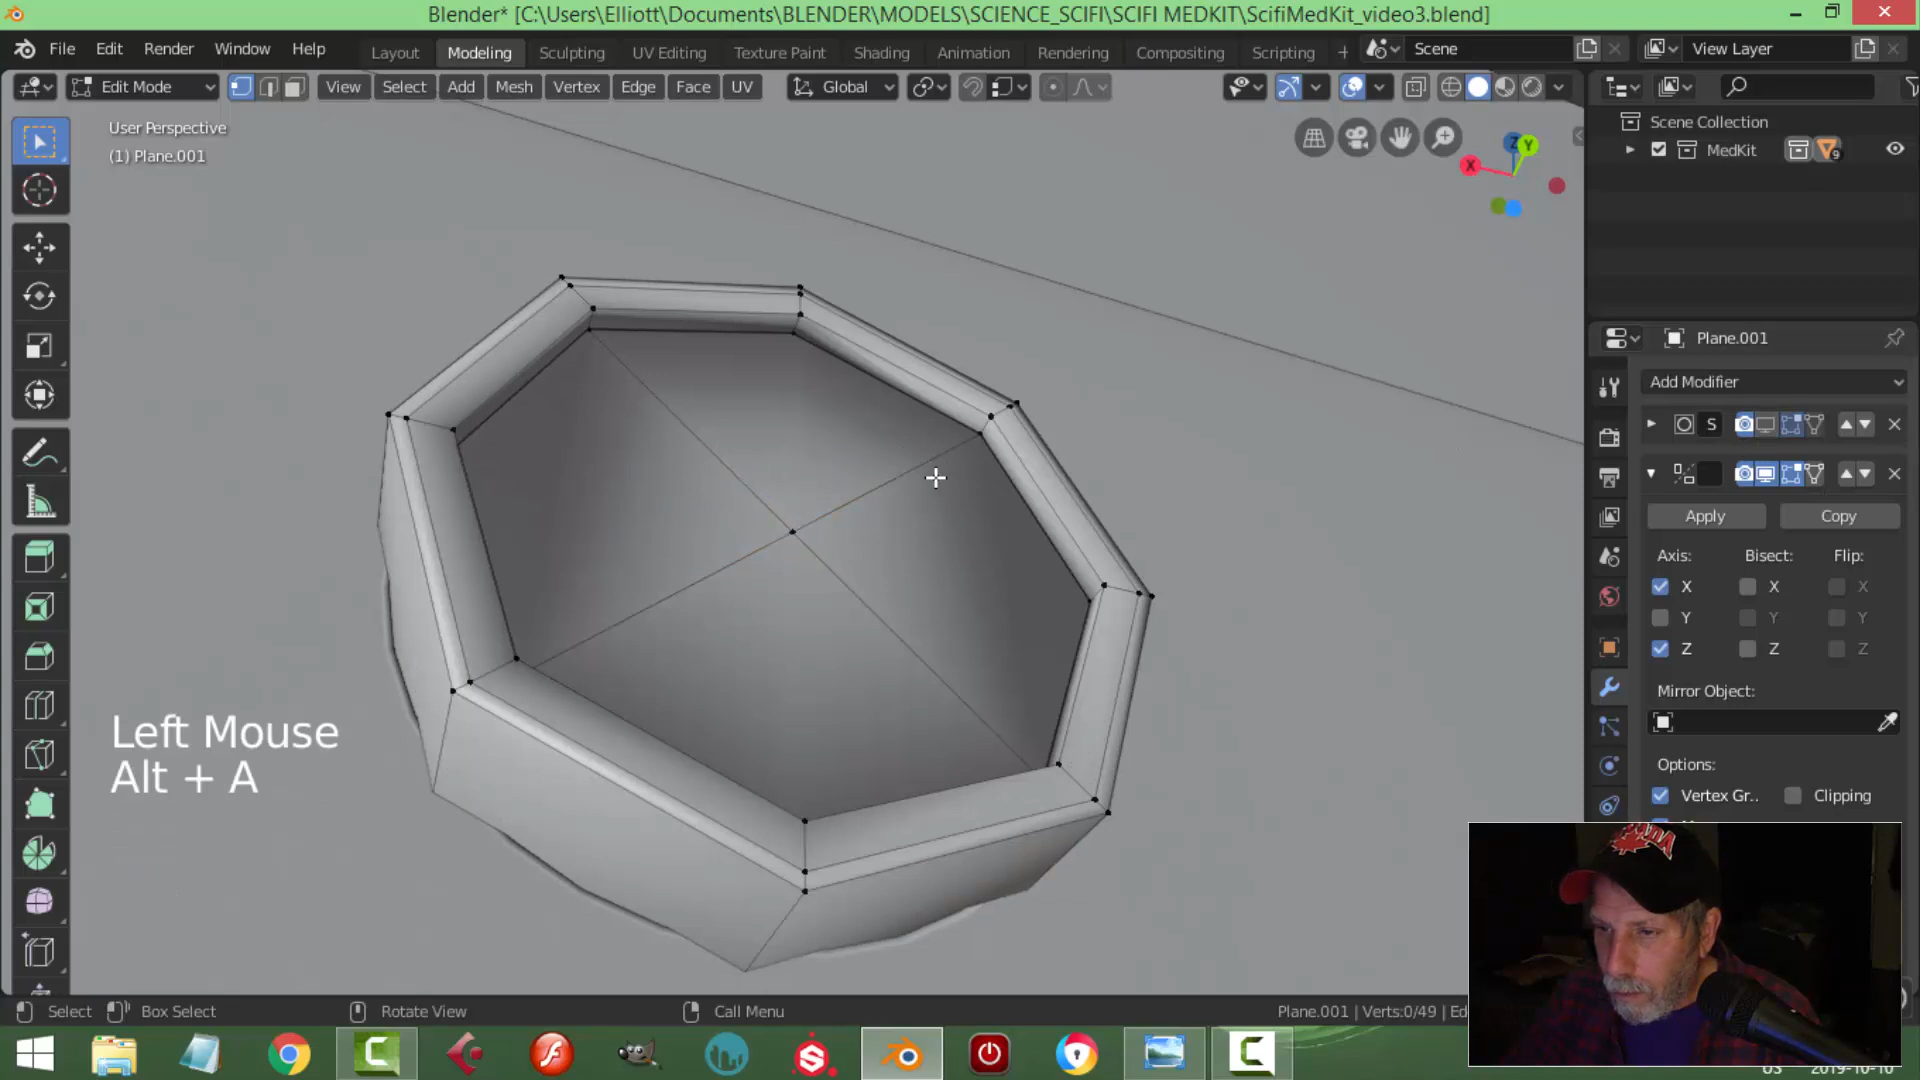 Blender* [C:\Users\Elliott\Documents\BLENDER\MODELS\SCIENCE_SCIFI\SCIFI MEDKIT\ScifiMedKit_video3.blend]
File Edit Render Window Help Layout Modeling Sculpting UV Editing Texture Paint Shading Animation Rendering Compositing Scripting + Scene View Layer
Edit Mode View Select Add Mesh Vertex Edge Face UV Global
User Perspective
(1) Plane.001
Z Y X
Scene Collection
MedKit 9
Plane.001
Add Modifier
S
Apply Copy
Axis: Bisect: Flip:
X X X
Y Y Y
Z Z Z
Mirror Object:
Options:
Vertex Gr.. Clipping
Left Mouse
Alt + A
Select Box Select Rotate View Call Menu Plane.001 | Verts:0/49 | Ed
US 2019-10-10